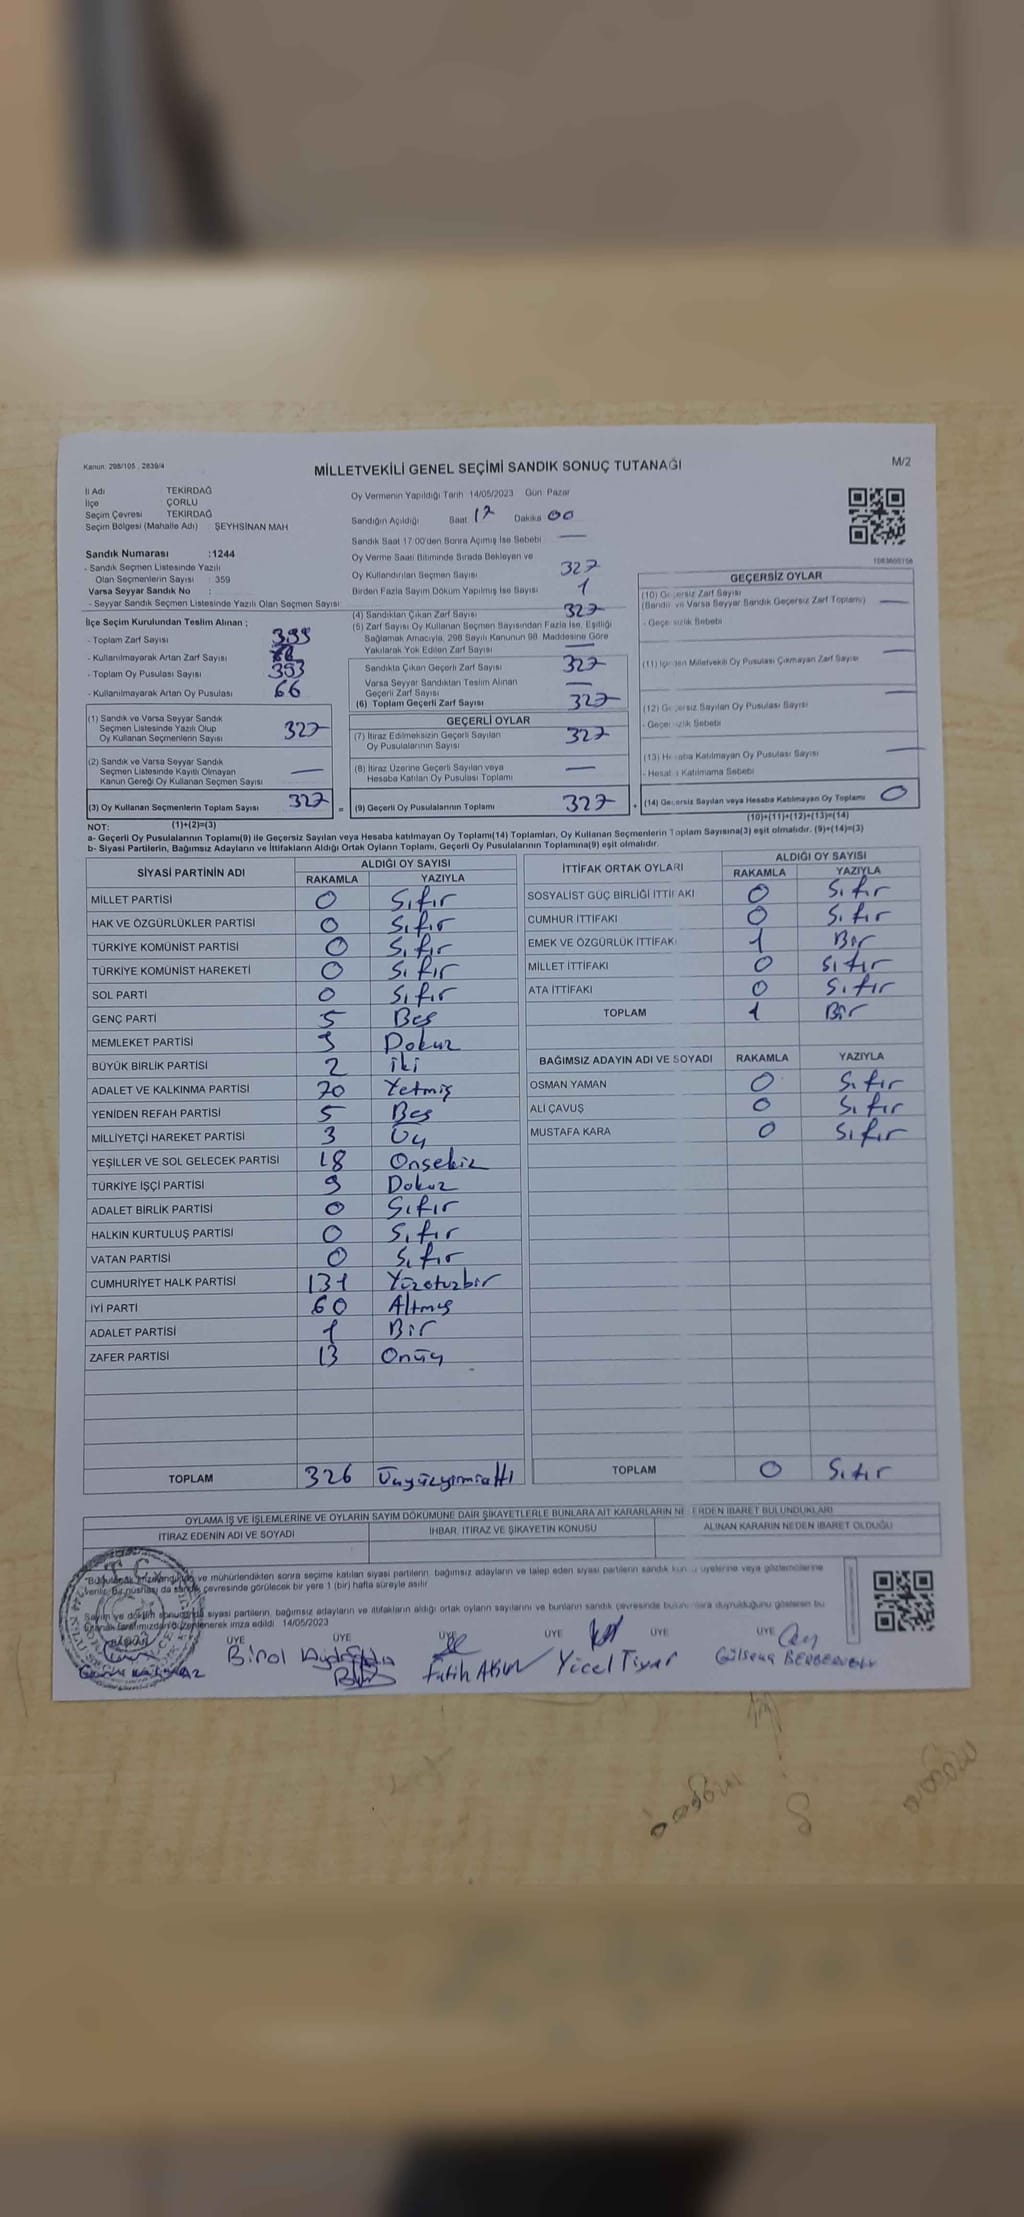 Kanun: 298/105 , 2839/4
MİLLETVEKİLİ GENEL SEÇİMİ SANDIK SONUÇ TUTANAĞI
M/2
İl Adı : TEKİRDAĞ
İlçe : ÇORLU
Seçim Çevresi : TEKİRDAĞ
Seçim Bölgesi (Mahalle Adı) : ŞEYHSİNAN MAH
Sandık Numarası :1244
- Sandık Seçmen Listesinde Yazılı
Olan Seçmenlerin Sayısı : 359
Varsa Seyyar Sandık No :
- Seyyar Sandık Seçmen Listesinde Yazılı Olan Seçmen Sayısı:
İlçe Seçim Kurulundan Teslim Alınan ;
- Toplam Zarf Sayısı
- Kullanılmayarak Artan Zarf Sayısı
- Toplam Oy Pusulası Sayısı 393
- Kullanılmayarak Artan Oy Pusulası 66
Oy Vermenin Yapıldığı Tarih 14/05/2023 Gün Pazar
Sandığın Açıldığı Saat 17 Dakika 00
Sandık Saat 17:00'den Sonra Açılmış İse Sebebi —
Oy Verme Saati Bitiminde Sırada Bekleyen ve
Oy Kullandırılan Seçmen Sayısı 327
Birden Fazla Sayım Döküm Yapılmış İse Sayısı 1
(4) Sandıktan Çıkan Zarf Sayısı 327
(5) Zarf Sayısı Oy Kullanan Seçmen Sayısından Fazla İse, Eşitliği
Sağlamak Amacıyla, 298 Sayılı Kanunun 98. Maddesine Göre
Yakılarak Yok Edilen Zarf Sayısı —
Sandıkta Çıkan Geçerli Zarf Sayısı 327
Varsa Seyyar Sandıktan Teslim Alınan
Geçerli Zarf Sayısı —
(6) Toplam Geçerli Zarf Sayısı 327
GEÇERSİZ OYLAR
(10) Geçersiz Zarf Sayısı
(Sandık ve Varsa Seyyar Sandık Geçersiz Zarf Toplamı) —
- Geçersizlik Sebebi
(11) İçinden Milletvekili Oy Pusulası Çıkmayan Zarf Sayısı —
(12) Geçersiz Sayılan Oy Pusulası Sayısı —
- Geçersizlik Sebebi
(13) Hesaba Katılmayan Oy Pusulası Sayısı —
- Hesaba Katılmama Sebebi
(14) Geçersiz Sayılan veya Hesaba Katılmayan Oy Toplamı 0
(10)+(11)+(12)+(13)=(14)
(1) Sandık ve Varsa Seyyar Sandık
Seçmen Listesinde Yazılı Olup
Oy Kullanan Seçmenlerin Sayısı 327
(2) Sandık ve Varsa Seyyar Sandık
Seçmen Listesinde Kayıtlı Olmayan
Kanun Gereği Oy Kullanan Seçmen Sayısı —
(3) Oy Kullanan Seçmenlerin Toplam Sayısı 327 =
GEÇERLİ OYLAR
(7) İtiraz Edilmeksizin Geçerli Sayılan
Oy Pusulalarının Sayısı 327
(8) İtiraz Üzerine Geçerli Sayılan veya
Hesaba Katılan Oy Pusulası Toplamı —
(9) Geçerli Oy Pusulalarının Toplamı 327 +
NOT: (1)+(2)=(3)
a- Geçerli Oy Pusulalarının Toplamı(9) ile Geçersiz Sayılan veya Hesaba katılmayan Oy Toplamı(14) Toplamları, Oy Kullanan Seçmenlerin Toplam Sayısına(3) eşit olmalıdır. (9)+(14)=(3)
b- Siyasi Partilerin, Bağımsız Adayların ve İttifakların Aldığı Ortak Oyların Toplamı, Geçerli Oy Pusulalarının Toplamına(9) eşit olmalıdır.
SİYASİ PARTİNİN ADI ALDIĞI OY SAYISI
RAKAMLA YAZIYLA
MİLLET PARTİSİ 0 Sıfır
HAK VE ÖZGÜRLÜKLER PARTİSİ 0 Sıfır
TÜRKİYE KOMÜNİST PARTİSİ 0 Sıfır
TÜRKİYE KOMÜNİST HAREKETİ 0 Sıfır
SOL PARTİ 0 Sıfır
GENÇ PARTİ 5 Beş
MEMLEKET PARTİSİ 9 Dokuz
BÜYÜK BİRLİK PARTİSİ 2 İki
ADALET VE KALKINMA PARTİSİ 70 Yetmiş
YENİDEN REFAH PARTİSİ 5 Beş
MİLLİYETÇİ HAREKET PARTİSİ 3 Üç
YEŞİLLER VE SOL GELECEK PARTİSİ 18 Onsekiz
TÜRKİYE İŞÇİ PARTİSİ 9 Dokuz
ADALET BİRLİK PARTİSİ 0 Sıfır
HALKIN KURTULUŞ PARTİSİ 0 Sıfır
VATAN PARTİSİ 0 Sıfır
CUMHURİYET HALK PARTİSİ 131 Yüzotuzbir
İYİ PARTİ 60 Altmış
ADALET PARTİSİ 1 Bir
ZAFER PARTİSİ 13 Onüç
TOPLAM 326 Üçyüzyirmialtı
İTTİFAK ORTAK OYLARI ALDIĞI OY SAYISI
RAKAMLA YAZIYLA
SOSYALİST GÜÇ BİRLİĞİ İTTİFAKI 0 Sıfır
CUMHUR İTTİFAKI 0 Sıfır
EMEK VE ÖZGÜRLÜK İTTİFAKI 1 Bir
MİLLET İTTİFAKI 0 Sıfır
ATA İTTİFAKI 0 Sıfır
TOPLAM 1 Bir
BAĞIMSIZ ADAYIN ADI VE SOYADI RAKAMLA YAZIYLA
OSMAN YAMAN 0 Sıfır
ALİ ÇAVUŞ 0 Sıfır
MUSTAFA KARA 0 Sıfır
TOPLAM 0 Sıfır
OYLAMA İŞ VE İŞLEMLERİNE VE OYLARIN SAYIM DÖKÜMÜNE DAİR ŞİKAYETLERLE BUNLARA AİT KARARLARIN NELERDEN İBARET BULUNDUKLARI
İTİRAZ EDENİN ADI VE SOYADI İHBAR, İTİRAZ VE ŞİKAYETİN KONUSU ALINAN KARARIN NEDEN İBARET OLDUĞU
ve mühürlendikten sonra seçime katılan siyasi partilerin, bağımsız adayların ve talep eden siyasi partilerin sandık kurulu üyelerine veya gözlemcilerine
çevresinde görülecek bir yere 1 (bir) hafta süreyle asılır
siyasi partilerin, bağımsız adayların ve ittifakların aldığı ortak oyların sayılarını ve bunların sandık çevresinde duyrulduğunu gösteren bu
düzenlenerek imza edildi 14/05/2023
ÜYE ÜYE ÜYE ÜYE ÜYE ÜYE
Birol Fatih Yücel